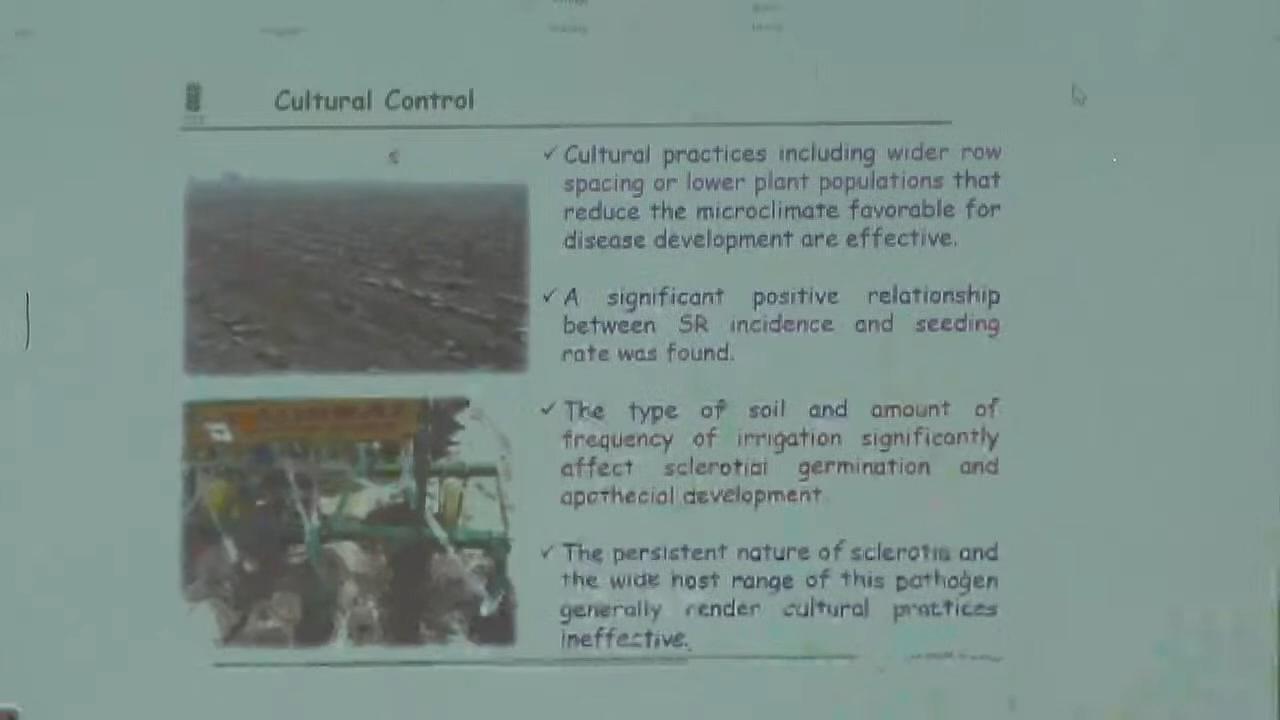 Cultural Control
✓ Cultural practices including wider row
spacing or lower plant populations that
reduce the microclimate favorable for
disease development are effective.
✓ A significant positive relationship
between SR incidence and seeding
rate was found.
✓ The type of soil and amount of
frequency of irrigation significantly
affect sclerotial germination and
apothecial development
✓ The persistent nature of sclerotia and
the wide host range of this pathogen
generally render cultural practices
ineffective.